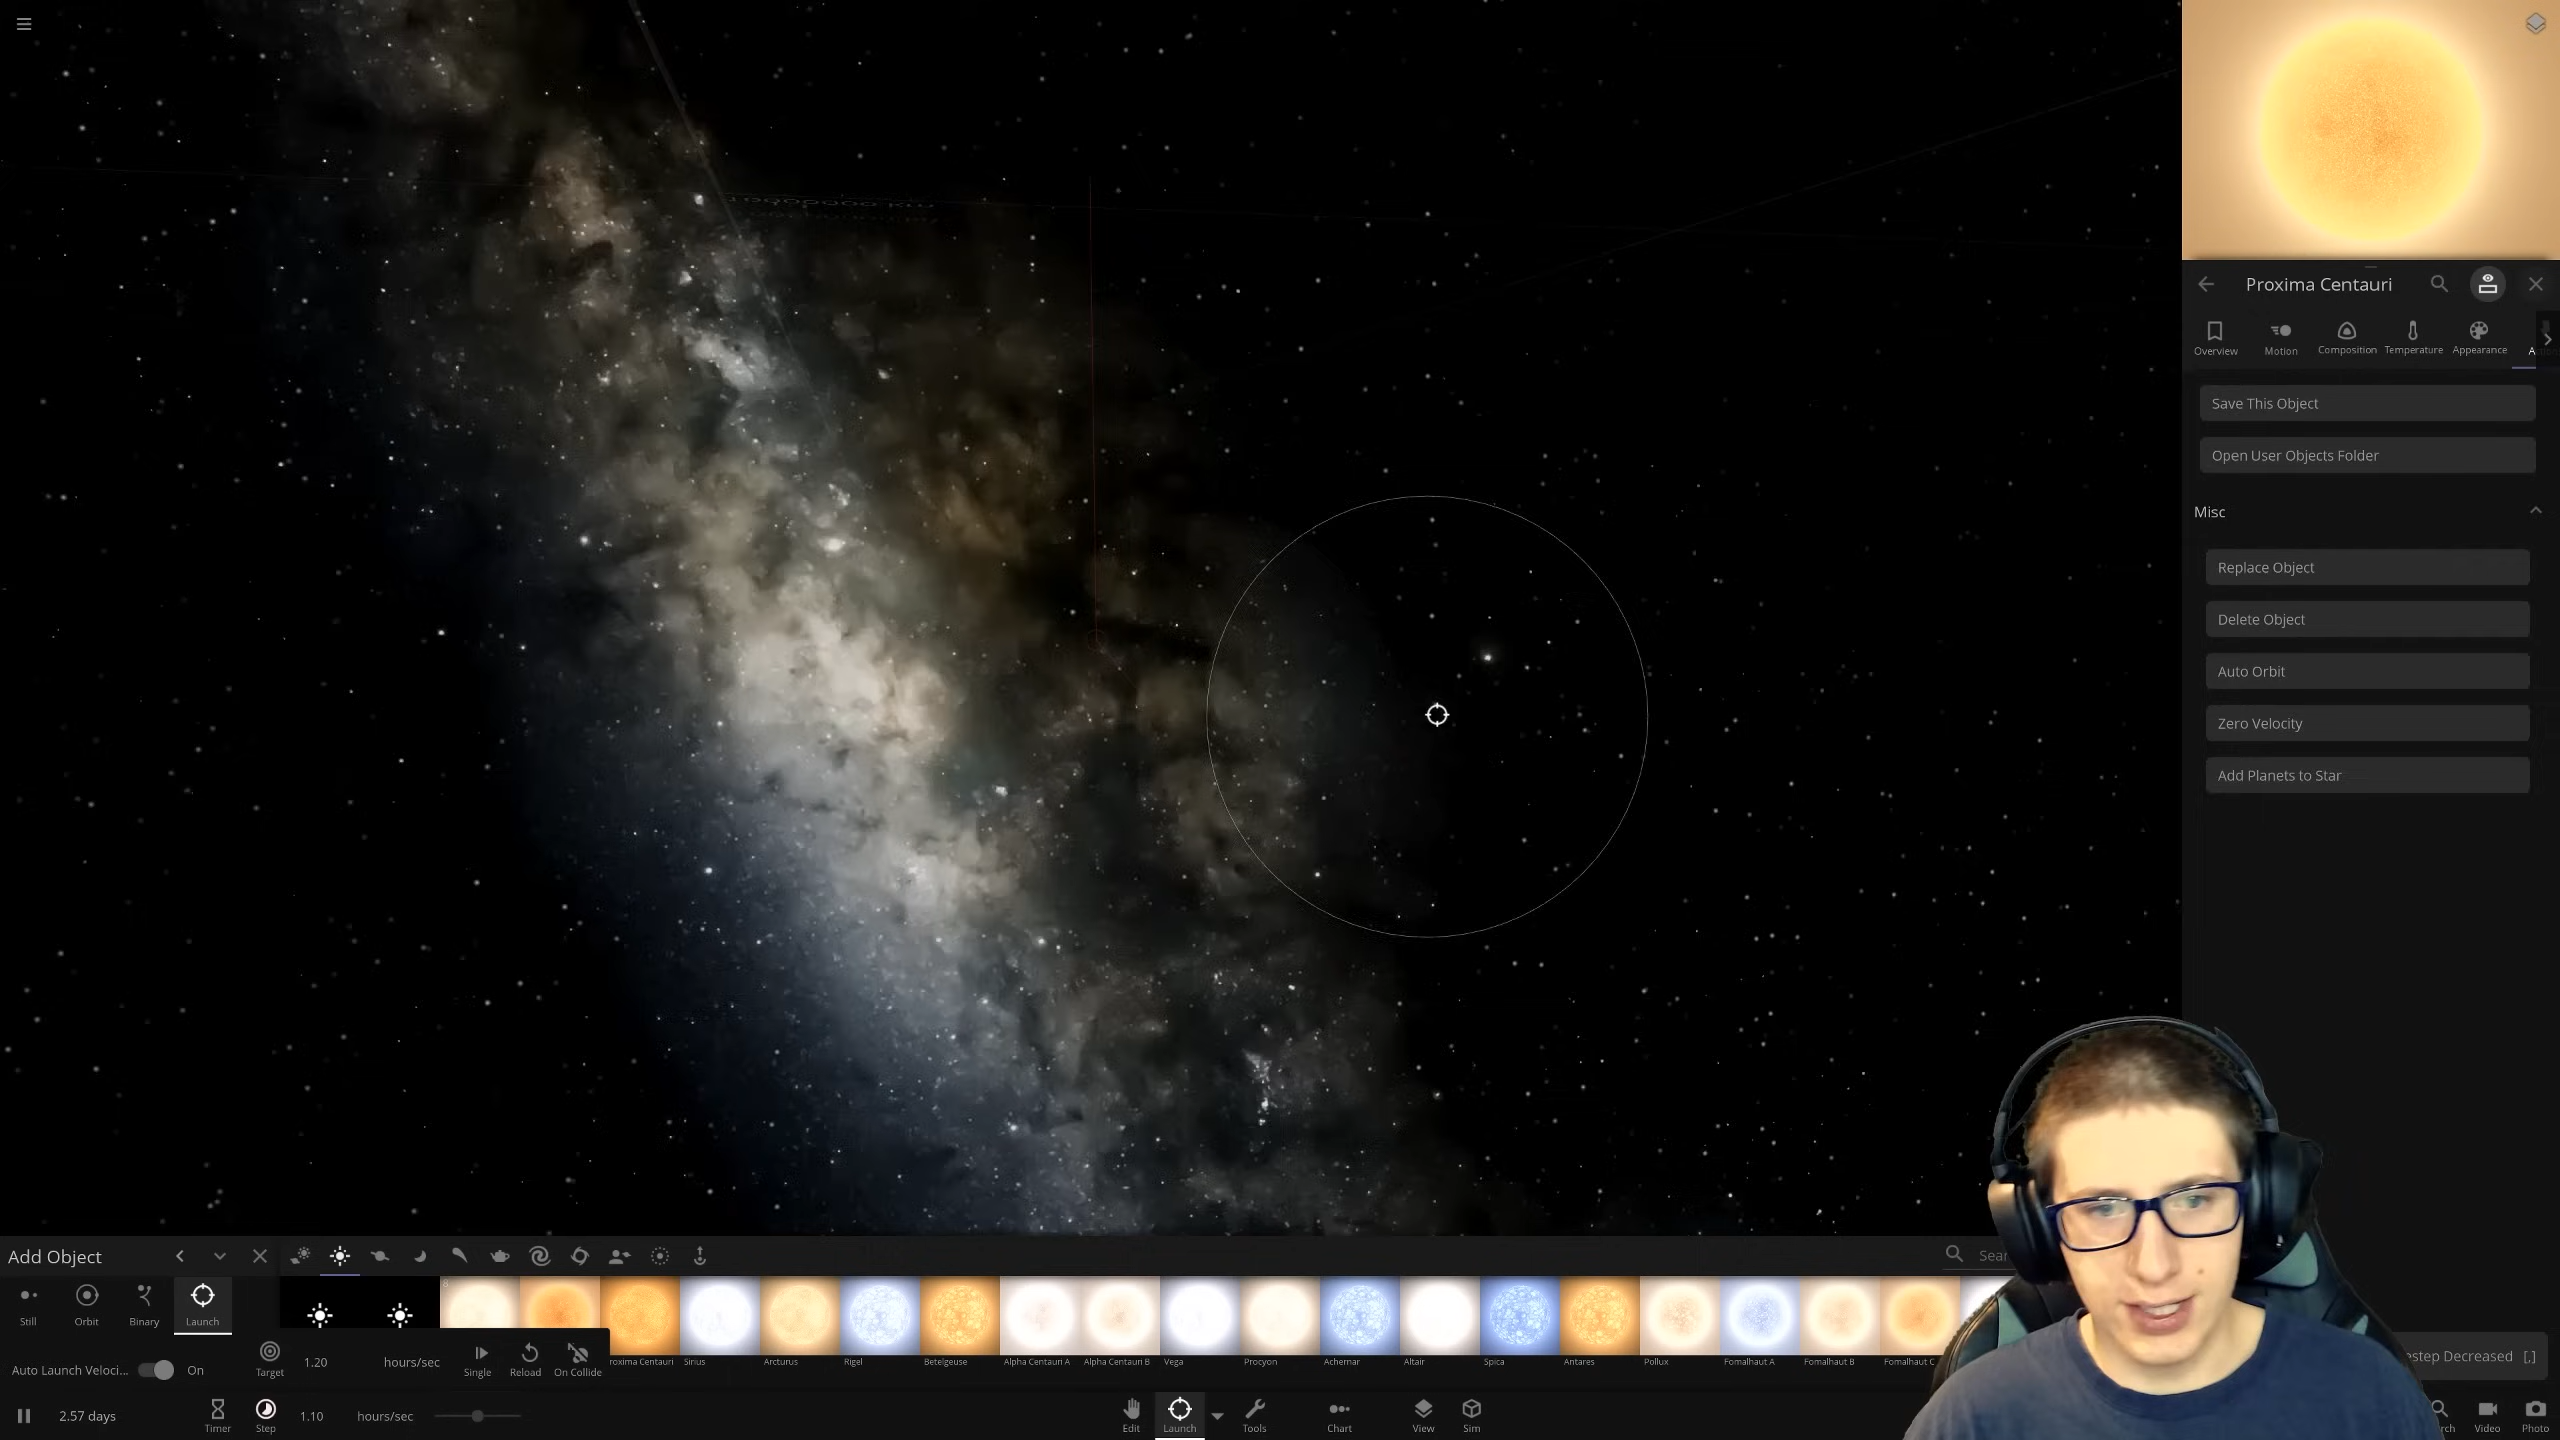 Proxima Centauri
Overview
Motion
Composition
Temperature
Appearance
Save This Object
Open User Objects Folder
Misc
Replace Object
Delete Object
Auto Orbit
Zero Velocity
Add Planets to Star
Add Object
Still
Orbit
Binary
Launch
Auto Launch Veloci...
On
Target
1.20
hours/sec
Single
Reload
On Collide
roxima Centauri
Sirius
Arcturus
Rigel
Betelgeuse
Alpha Centauri A
Alpha Centauri B
Vega
Procyon
Achernar
Altair
Spica
Antares
Pollux
Fomalhaut A
Fomalhaut B
Fomalhaut C
Sear
estep Decreased [,]
2.57 days
Timer
Step
1.10
hours/sec
Edit
Launch
Tools
Chart
View
Sim
rch
Video
Photo